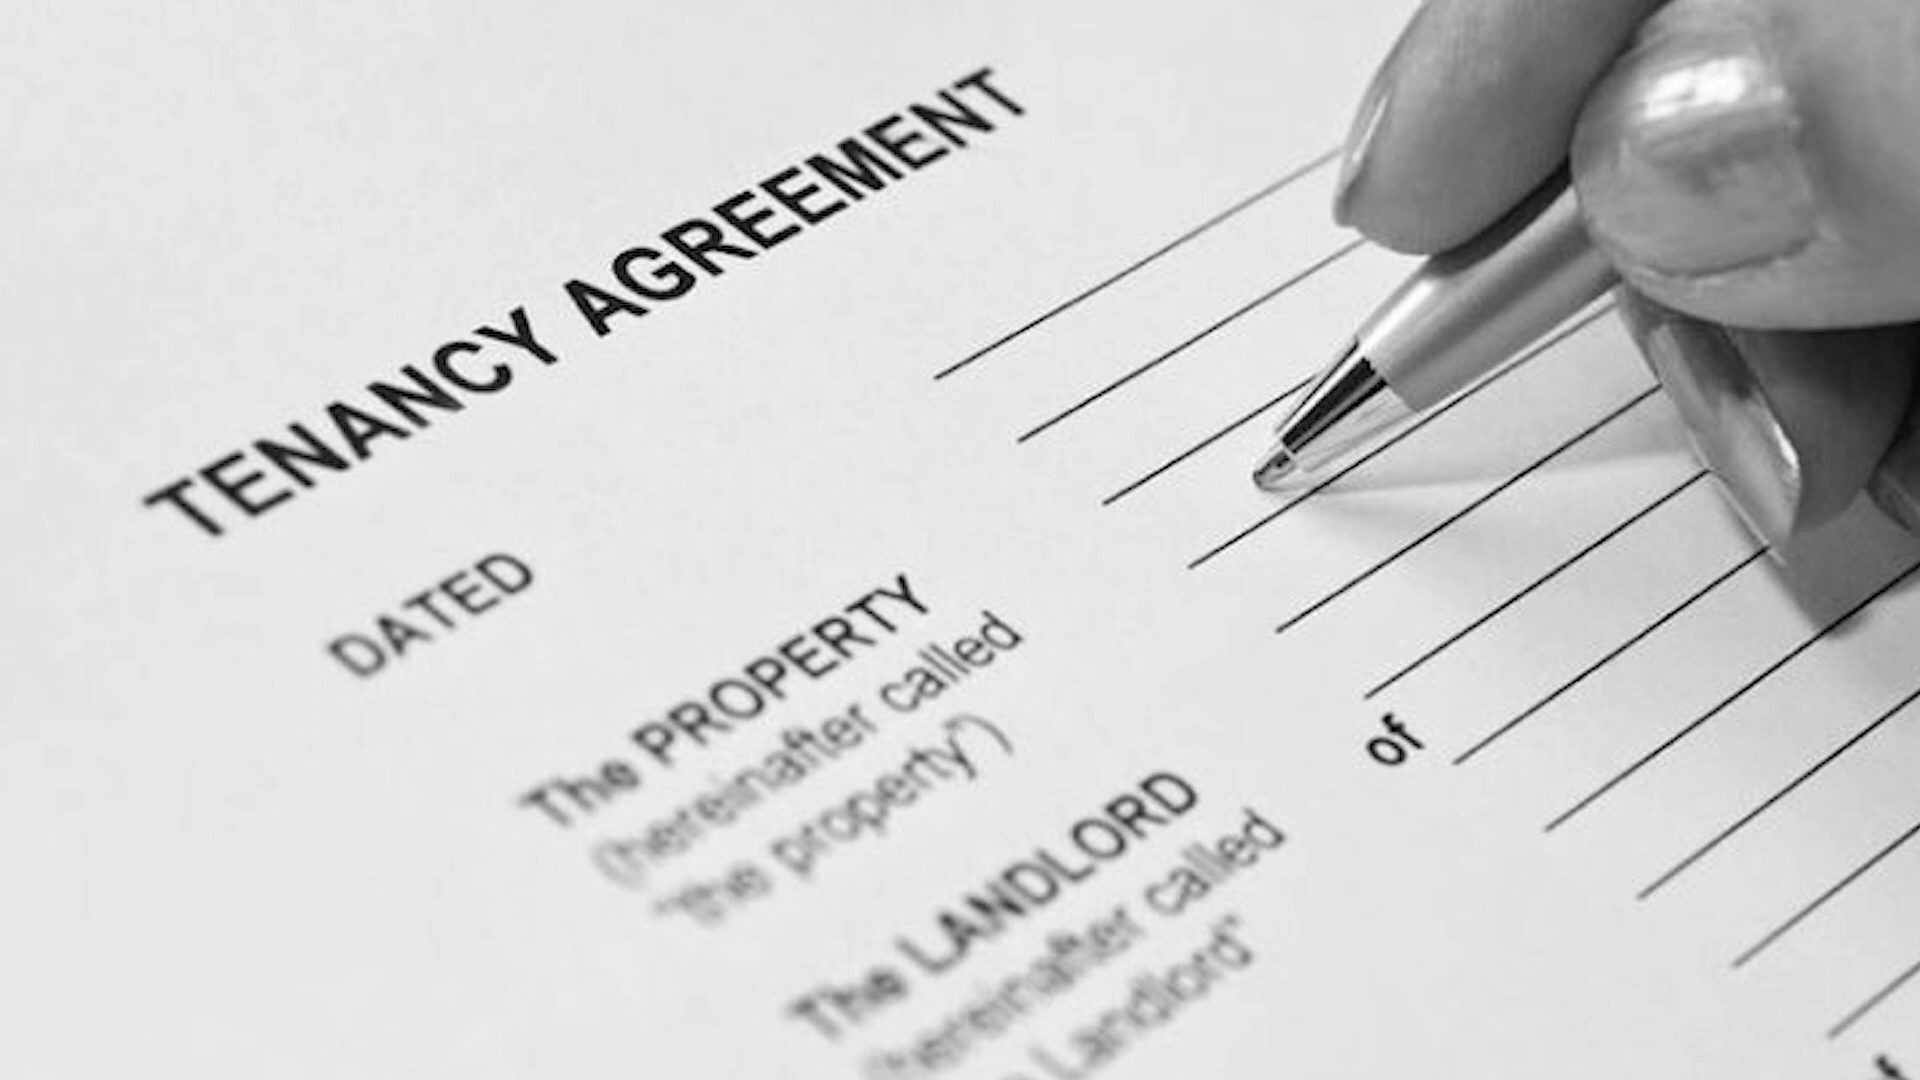 TENANCY AGREEMENT
DATED
The PROPERTY
(hereinafter called
"the property")
The LANDLORD
(hereinafter called
Landlord"
of